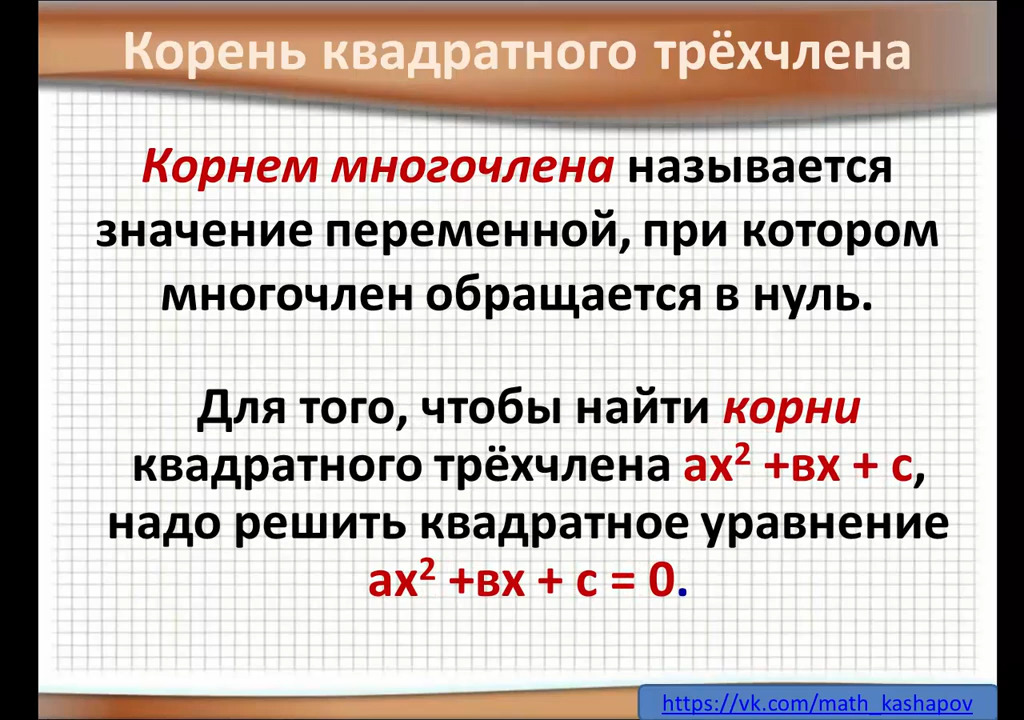 Корень квадратного трёхчлена
Корнем многочлена называется
значение переменной, при котором
многочлен обращается в нуль.
Для того, чтобы найти корни
квадратного трёхчлена ах² +вх + с,
надо решить квадратное уравнение
ах² +вх + с = 0.
https://vk.com/math_kashapov